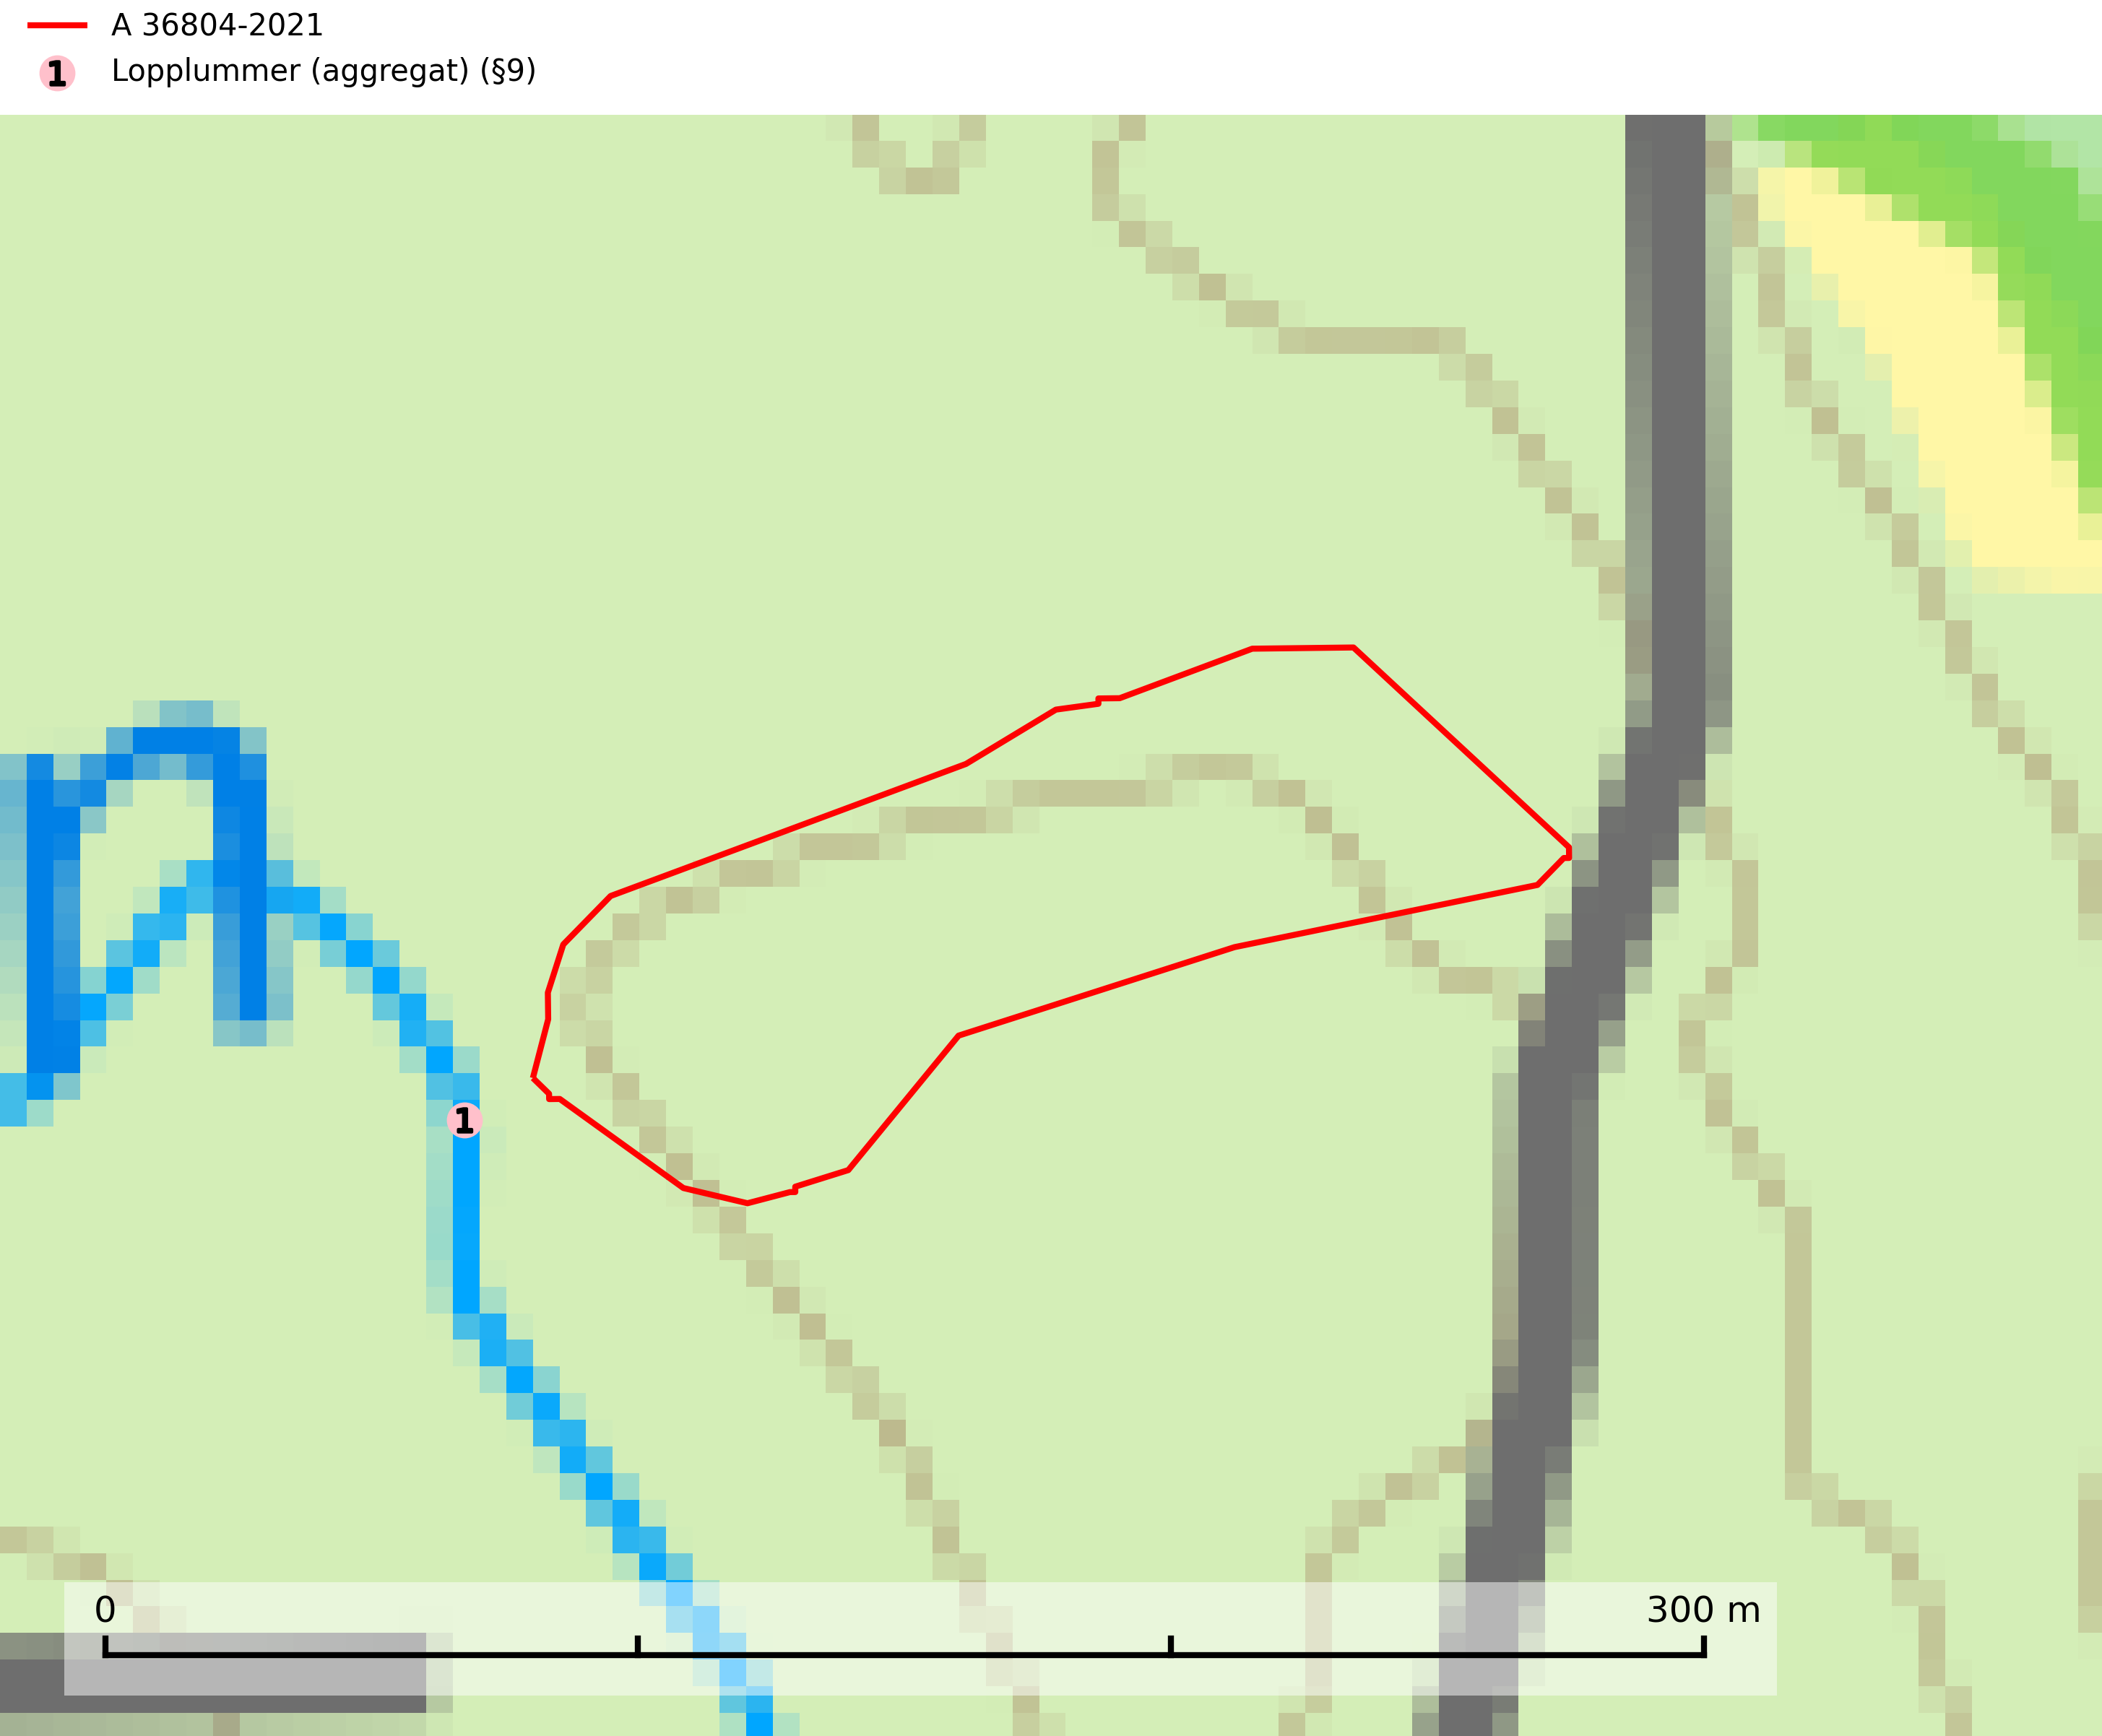 A 36804-2021
1 Lopplummer (aggregat) (§9)
1
0 300 m